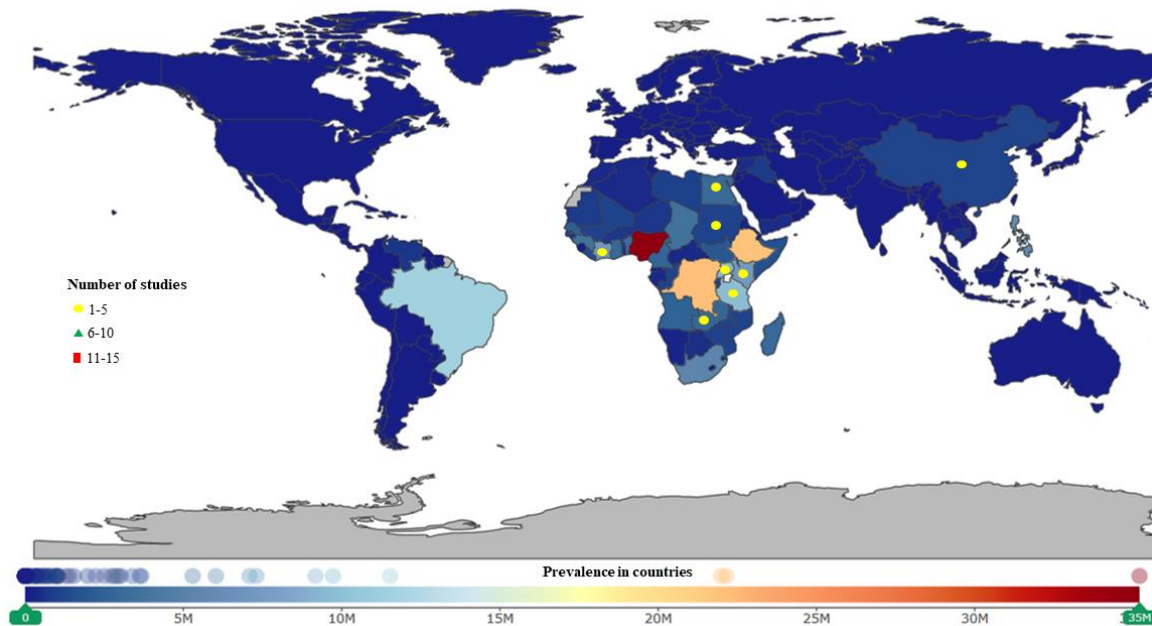 Number of studies
1-5
6-10
11-15
Prevalence in countries
0
5M
10M
15M
20M
25M
30M
35M